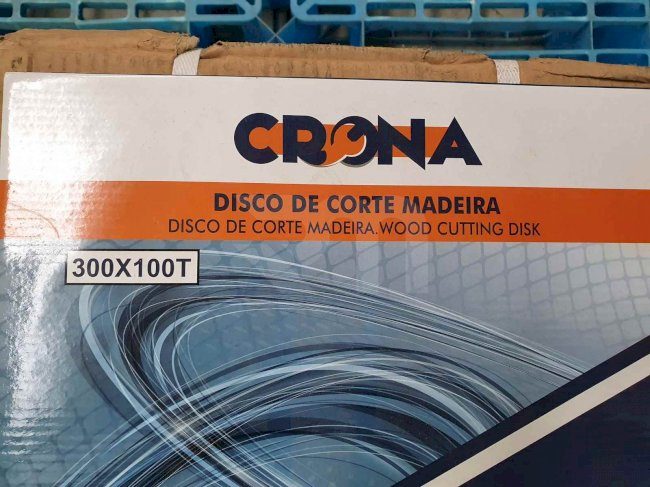 CRONA
DISCO DE CORTE MADEIRA
DISCO DE CORTE MADEIRA.WOOD CUTTING DISK
300X100T